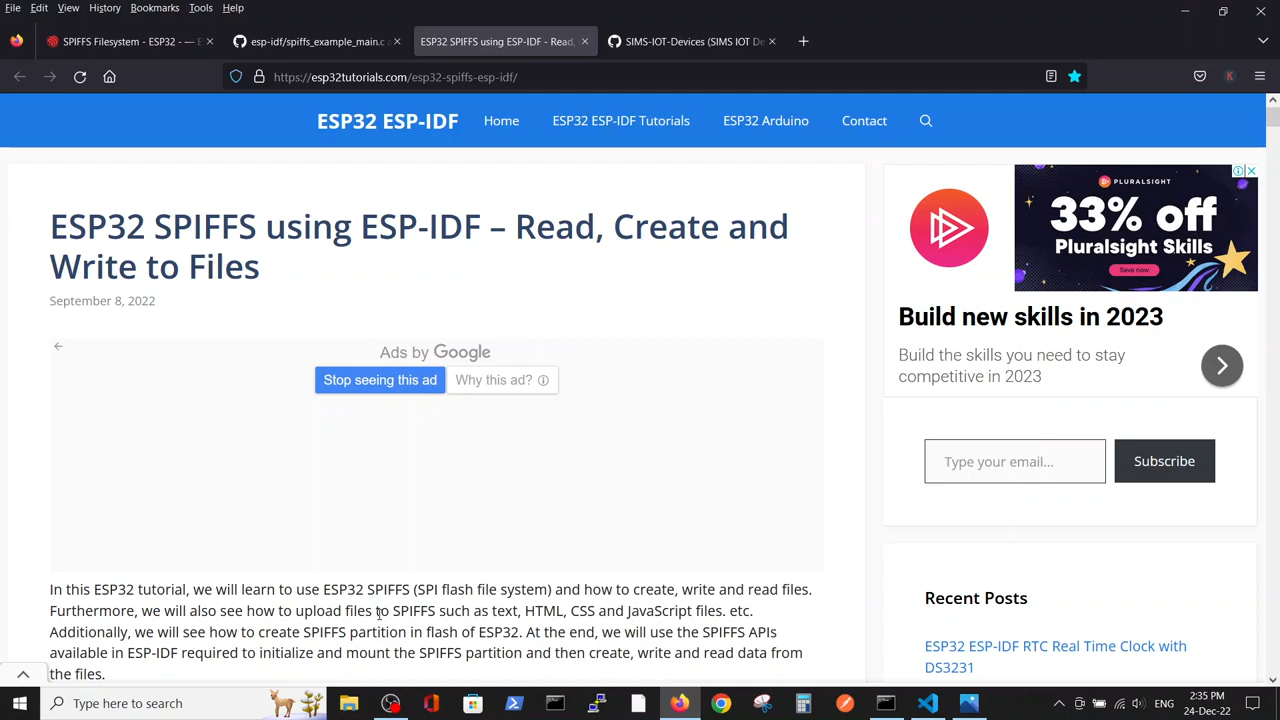 File Edit View History Bookmarks Tools Help
SPIFFS Filesystem - ESP32 - — E
esp-idf/spiffs_example_main.c a
ESP32 SPIFFS using ESP-IDF - Read,
SIMS-IOT-Devices (SIMS IOT De
https://esp32tutorials.com/esp32-spiffs-esp-idf/
K
ESP32 ESP-IDF Home ESP32 ESP-IDF Tutorials ESP32 Arduino Contact
ESP32 SPIFFS using ESP-IDF – Read, Create and
Write to Files
September 8, 2022
Ads by Google
Stop seeing this ad Why this ad?
In this ESP32 tutorial, we will learn to use ESP32 SPIFFS (SPI flash file system) and how to create, write and read files.
Furthermore, we will also see how to upload files to SPIFFS such as text, HTML, CSS and JavaScript files. etc.
Additionally, we will see how to create SPIFFS partition in flash of ESP32. At the end, we will use the SPIFFS APIs
available in ESP-IDF required to initialize and mount the SPIFFS partition and then create, write and read data from
the files.
PLURALSIGHT
33% off
Pluralsight Skills
Save now
Build new skills in 2023
Build the skills you need to stay
competitive in 2023
Type your email... Subscribe
Recent Posts
ESP32 ESP-IDF RTC Real Time Clock with
DS3231
Type here to search
ENG
2:35 PM
24-Dec-22